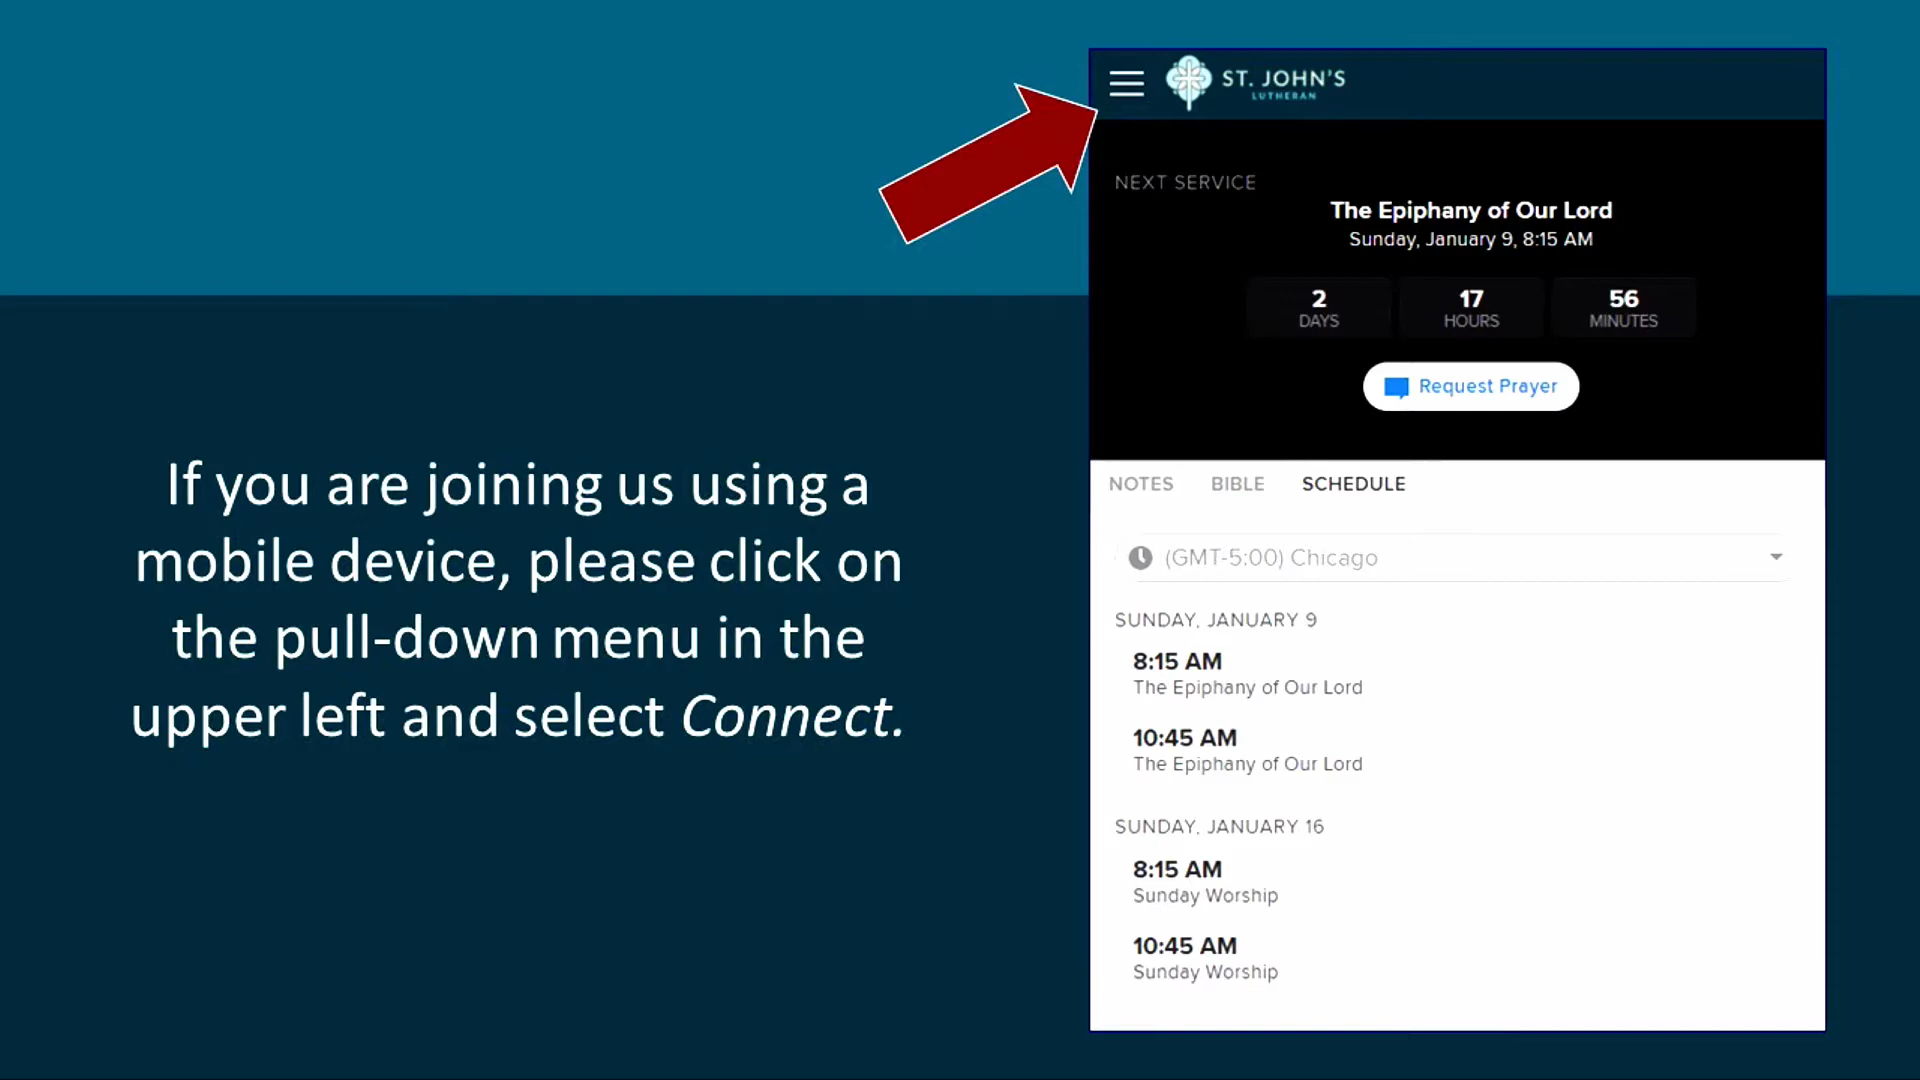 If you are joining us using a
mobile device, please click on
the pull-down menu in the
upper left and select Connect.
ST. JOHN'S
LUTHERAN
NEXT SERVICE
The Epiphany of Our Lord
Sunday, January 9, 8:15 AM
2 17 56
DAYS HOURS MINUTES
Request Prayer
NOTES BIBLE SCHEDULE
(GMT-5:00) Chicago
SUNDAY, JANUARY 9
8:15 AM
The Epiphany of Our Lord
10:45 AM
The Epiphany of Our Lord
SUNDAY, JANUARY 16
8:15 AM
Sunday Worship
10:45 AM
Sunday Worship